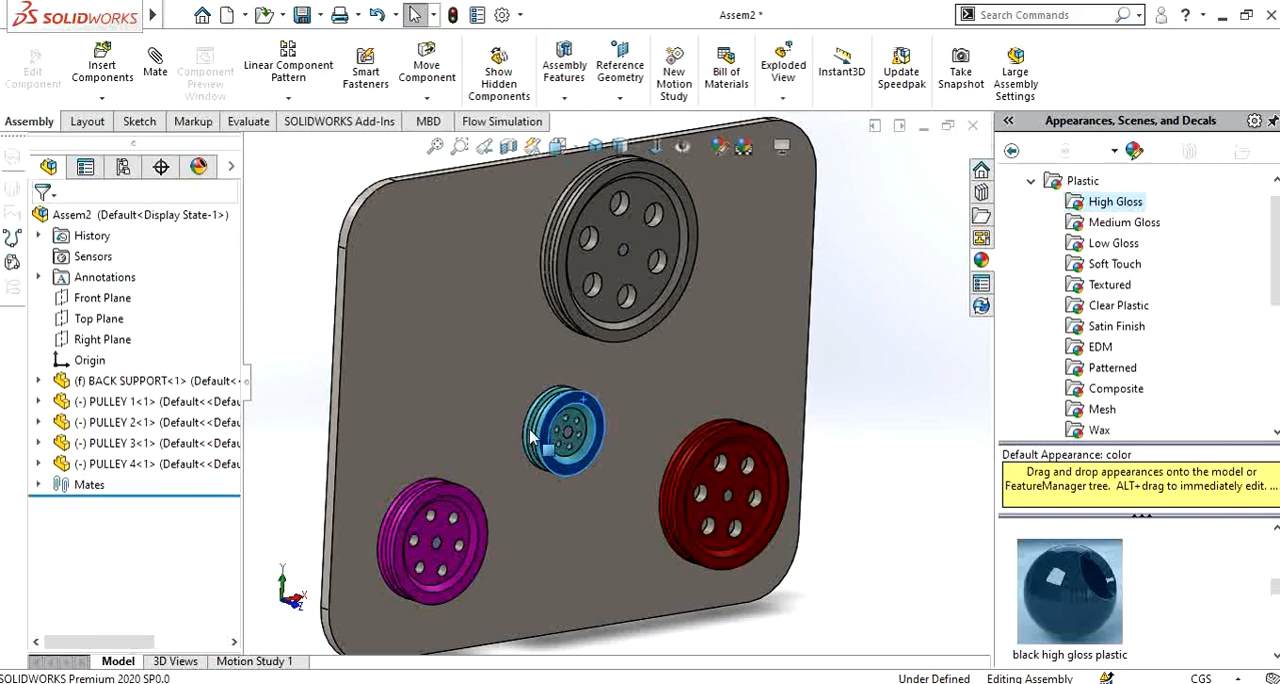 SOLIDWORKS
Assem2 *
Search Commands
Edit Component
Insert Components
Mate
Component Preview Window
Linear Component Pattern
Smart Fasteners
Move Component
Show Hidden Components
Assembly Features
Reference Geometry
New Motion Study
Bill of Materials
Exploded View
Instant3D
Update Speedpak
Take Snapshot
Large Assembly Settings
Assembly
Layout
Sketch
Markup
Evaluate
SOLIDWORKS Add-Ins
MBD
Flow Simulation
Appearances, Scenes, and Decals
Assem2 (Default<Display State-1>)
History
Sensors
Annotations
Front Plane
Top Plane
Right Plane
Origin
(f) BACK SUPPORT<1> (Default<
(-) PULLEY 1<1> (Default<<Defau
(-) PULLEY 2<1> (Default<<Defau
(-) PULLEY 3<1> (Default<<Defau
(-) PULLEY 4<1> (Default<<Defau
Mates
Y
X
Z
Plastic
High Gloss
Medium Gloss
Low Gloss
Soft Touch
Textured
Clear Plastic
Satin Finish
EDM
Patterned
Composite
Mesh
Wax
Default Appearance: color
Drag and drop appearances onto the model or
FeatureManager tree. ALT+drag to immediately edit. ...
black high gloss plastic
Model
3D Views
Motion Study 1
SOLIDWORKS Premium 2020 SP0.0
Under Defined
Editing Assembly
CGS